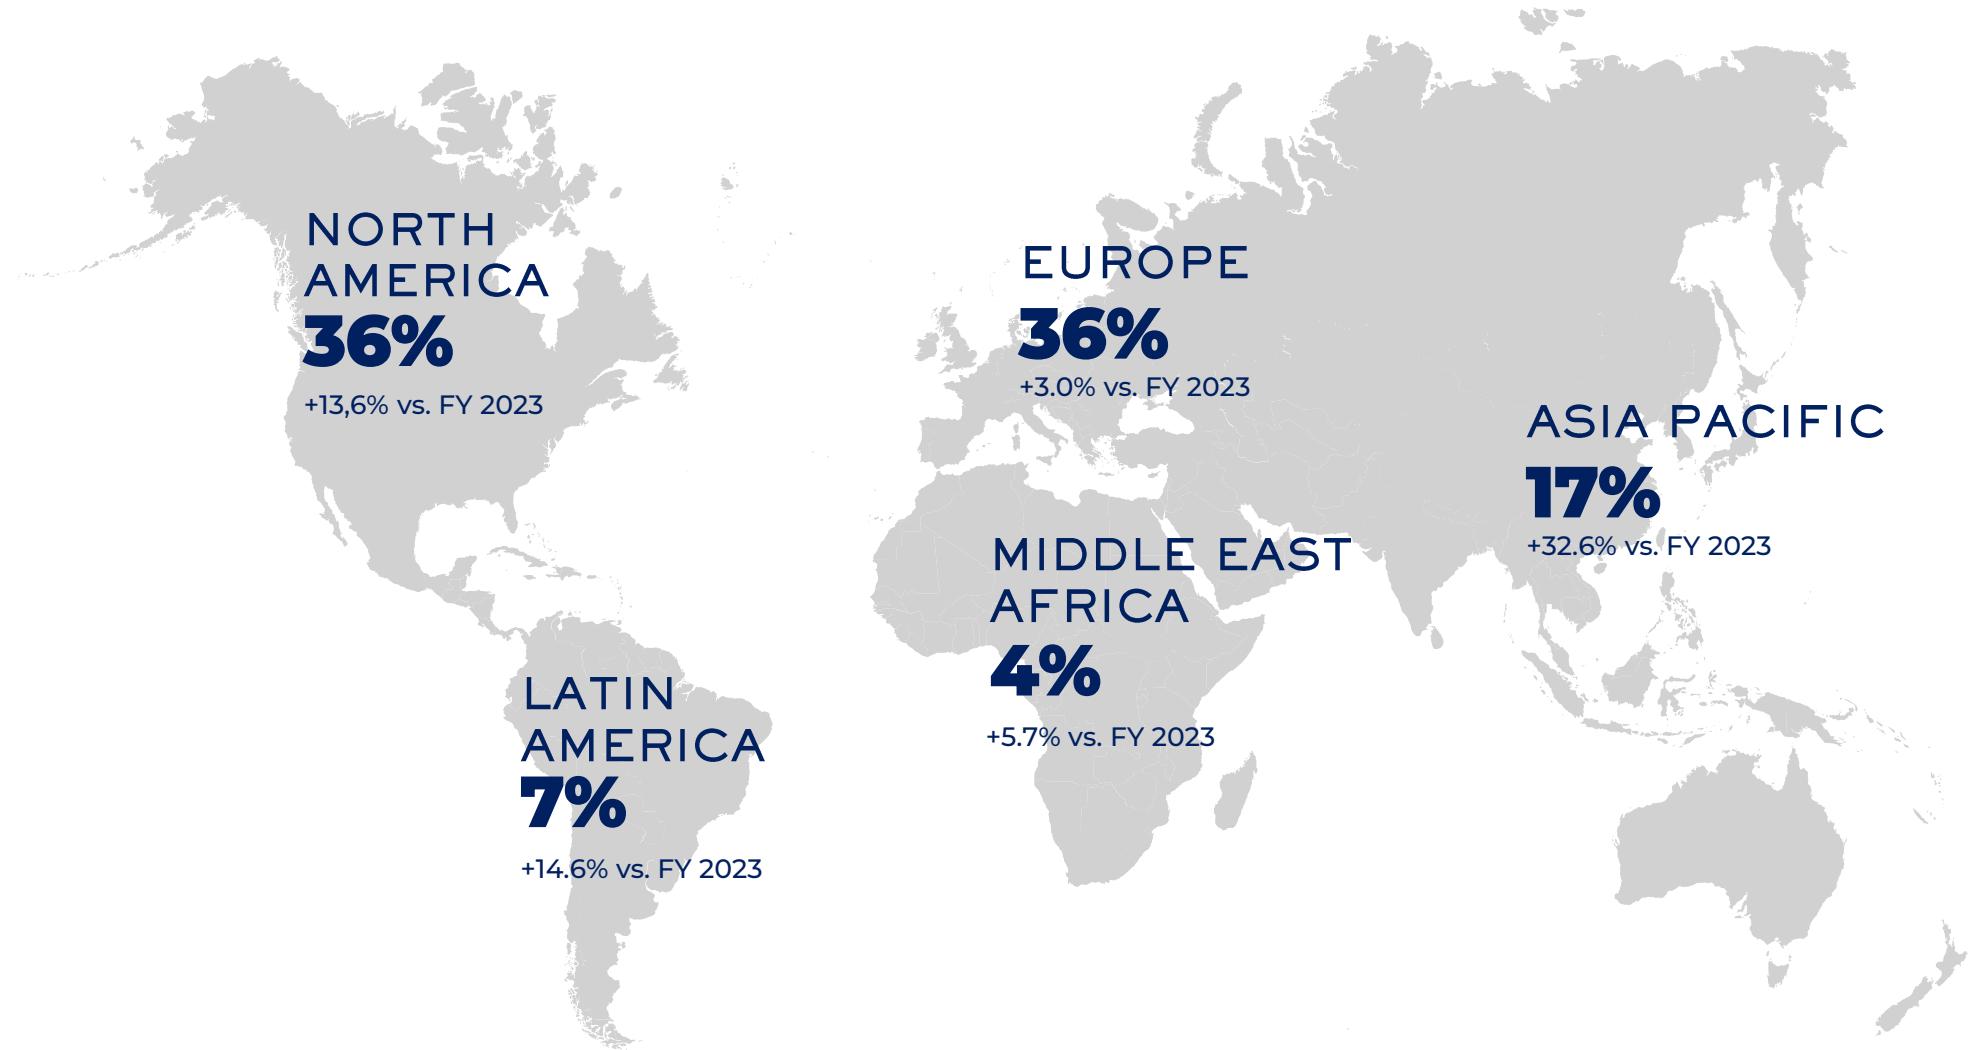 NORTH
AMERICA
36%
+13,6% vs. FY 2023
EUROPE
36%
+3.0% vs. FY 2023
ASIA PACIFIC
17%
+32.6% vs. FY 2023
MIDDLE EAST
AFRICA
4%
+5.7% vs. FY 2023
LATIN
AMERICA
7%
+14.6% vs. FY 2023